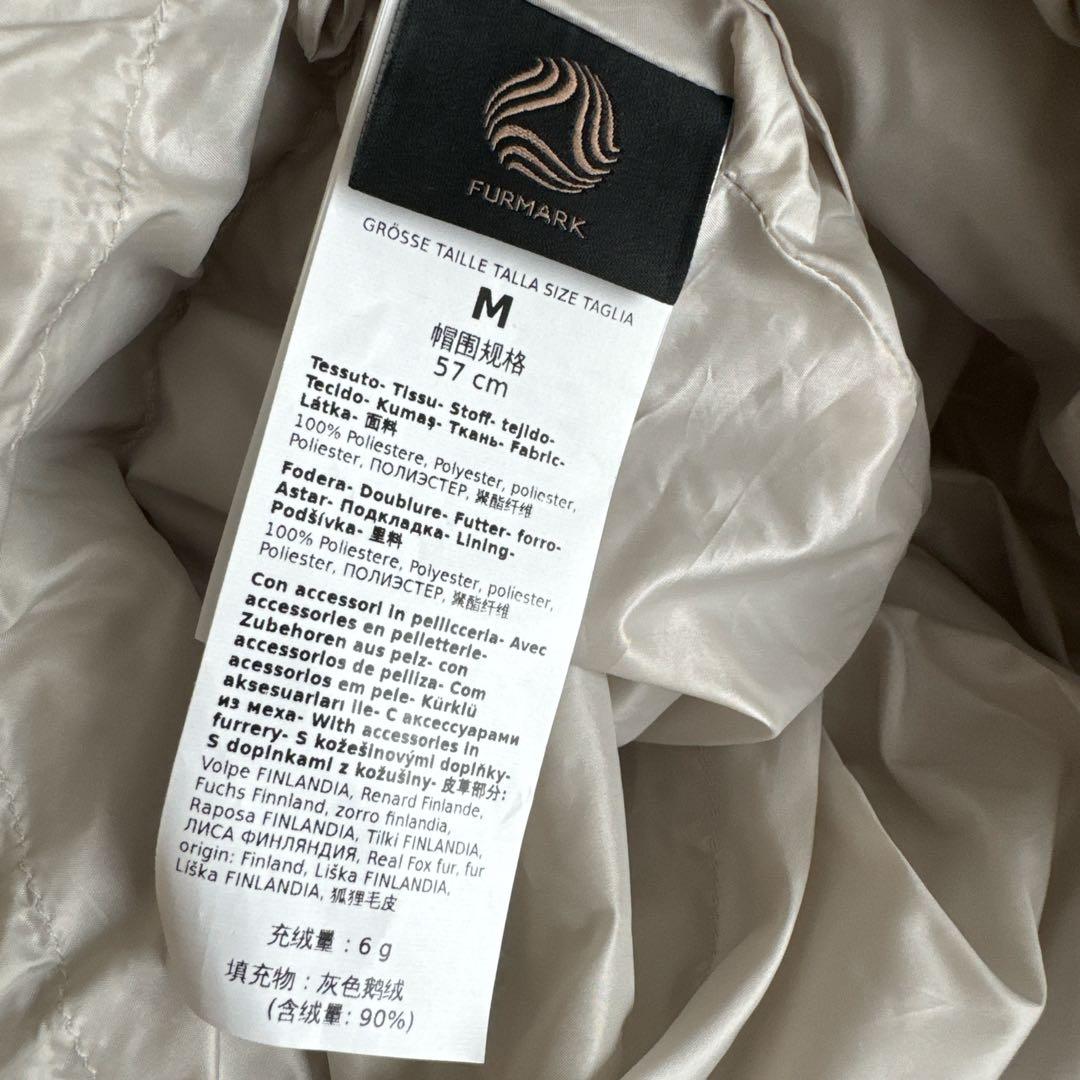 FURMARK
GRÖSSE TAILLE TALLA SIZE TAGLIA
M
帽围规格
57 cm
Tessuto- Tissu- Stoff- tejido-
Tecido- Kumaş- Ткань- Fabric-
Látka- 面料
100% Poliestere, Polyester, poliester,
Poliester, ПОЛИЭСТЕР, 聚酯纤维
Fodera- Doublure- Futter- forro-
Astar- Подкладка- Lining-
Podšívka- 里料
100% Poliestere, Polyester, poliester,
Poliester, ПОЛИЭСТЕР, 聚酯纤维
Con accessori in pellicceria- Avec
accessories en pelletterie-
Zubehoren aus pelz- con
accessorios de pelliza- Com
acessorios em pele- Kürklü
aksesuarları ile- С аксессуарами
из меха- With accessories in
furrery- S kožešinovými doplňky-
S doplnkami z kožušiny- 皮草部分:
Volpe FINLANDIA, Renard Finlande,
Fuchs Finnland, zorro finlandia,
Raposa FINLANDIA, Tilki FINLANDIA,
ЛИСА ФИНЛЯНДИЯ, Real Fox fur, fur
origin: Finland, Liška FINLANDIA,
Líška FINLANDIA, 狐狸毛皮
充绒量：6 g
填充物：灰色鹅绒
(含绒量: 90%)